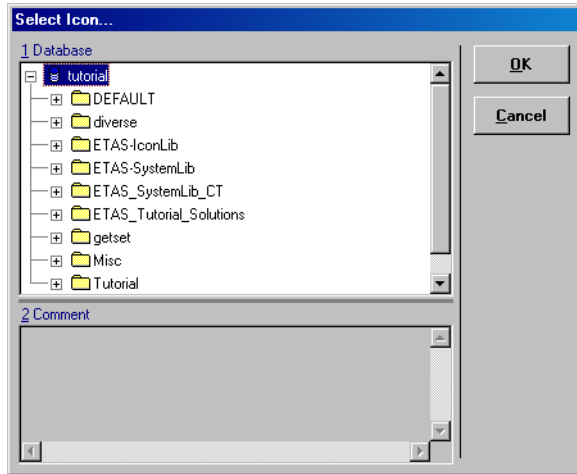 Select Icon...
1 Database
tutorial
DEFAULT
diverse
ETAS-IconLib
ETAS-SystemLib
ETAS_SystemLib_CT
ETAS_Tutorial_Solutions
getset
Misc
Tutorial
2 Comment
OK
Cancel